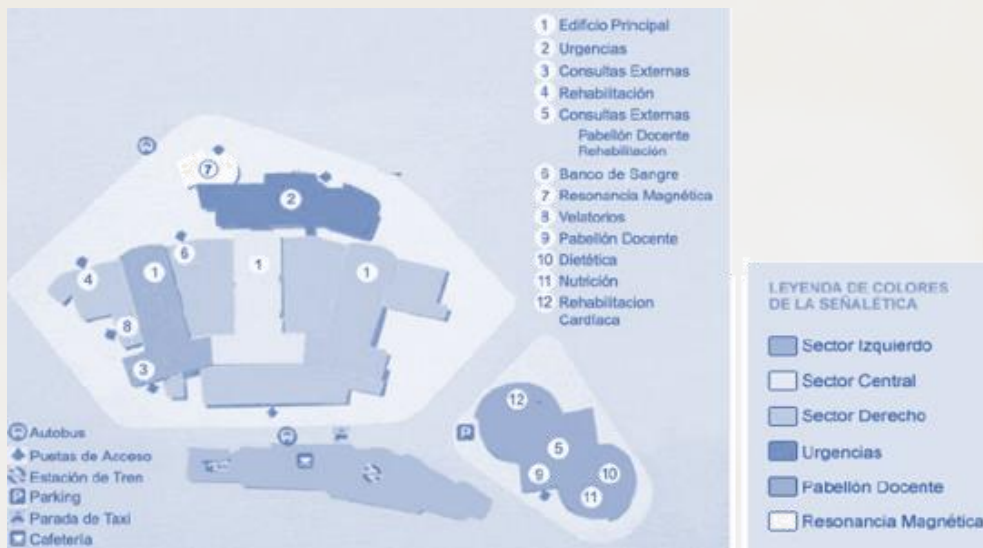 1 Edificio Principal
2 Urgencias
3 Consultas Externas
4 Rehabilitación
5 Consultas Externas
Pabellón Docente
Rehabilitación
6 Banco de Sangre
7 Resonancia Magnética
8 Velatorios
9 Pabellón Docente
10 Dietética
11 Nutrición
12 Rehabilitacion
Cardíaca
7
2
4
1
6
1
1
8
3
12
5
9
10
11
P
Autobus
Puetas de Acceso
Estación de Tren
P Parking
Parada de Taxi
Cafetería
LEYENDA DE COLORES
DE LA SEÑALÉTICA
Sector Izquierdo
Sector Central
Sector Derecho
Urgencias
Pabellón Docente
Resonancia Magnética